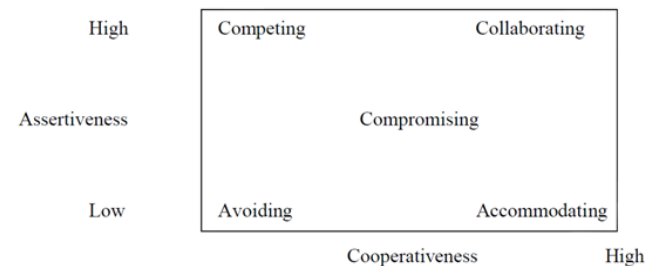 High Competing Collaborating
Assertiveness Compromising
Low Avoiding Accommodating
Cooperativeness High